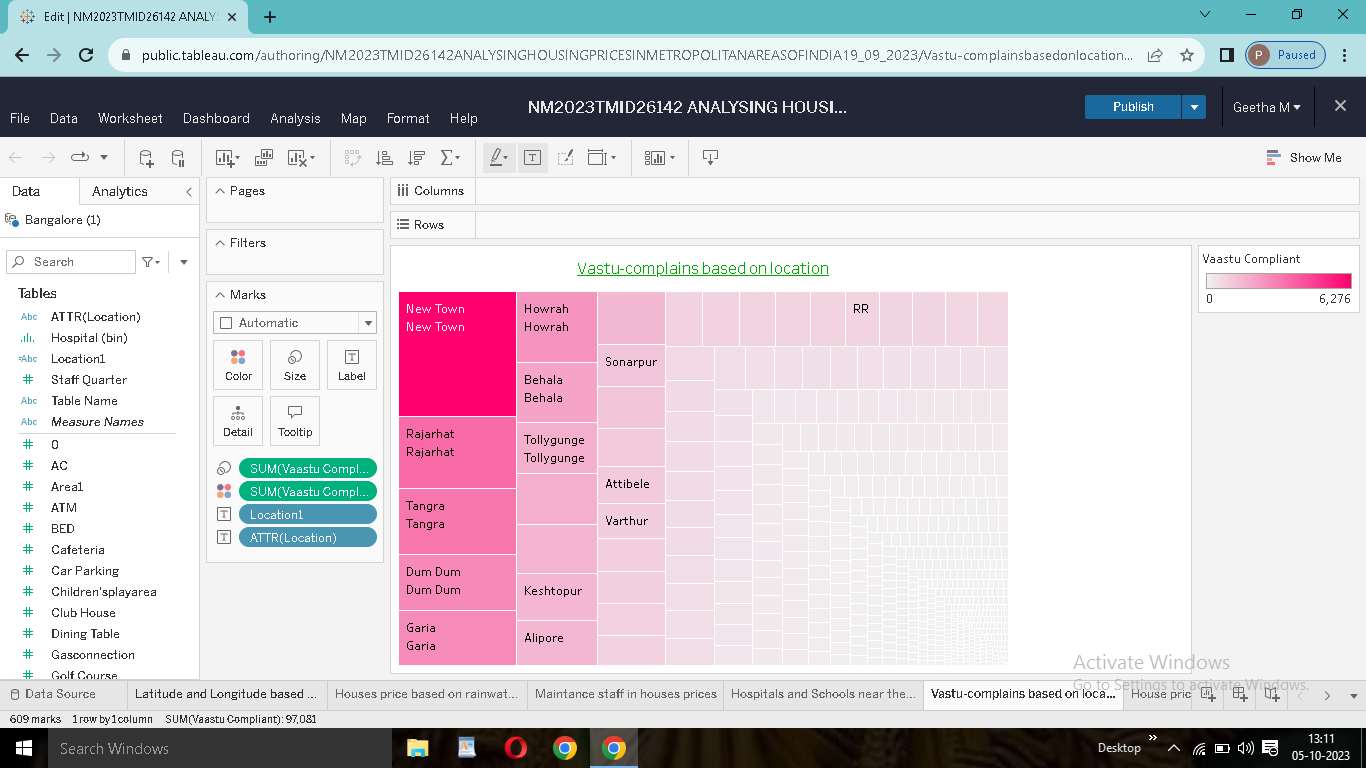 Edit | NM2023TMID26142 ANALYS
public.tableau.com/authoring/NM2023TMID26142ANALYSINGHOUSINGPRICESINMETROPOLITANAREASOFINDIA19_09_2023/Vastu-complainsbasedonlocation...
P Paused
NM2023TMID26142 ANALYSING HOUSI...
Publish
Geetha M
File Data Worksheet Dashboard Analysis Map Format Help
Show Me
Data Analytics
Bangalore (1)
Search
Tables
Abc ATTR(Location)
Hospital (bin)
=Abc Location1
# Staff Quarter
Abc Table Name
Abc Measure Names
# 0
# AC
# Area1
# ATM
# BED
# Cafeteria
# Car Parking
# Children'splayarea
# Club House
# Dining Table
# Gasconnection
# Golf Course
Pages
Filters
Marks
Automatic
Color Size Label
Detail Tooltip
SUM(Vaastu Compl...
SUM(Vaastu Compl...
Location1
ATTR(Location)
Columns
Rows
Vastu-complains based on location
New Town
New Town
Rajarhat
Rajarhat
Tangra
Tangra
Dum Dum
Dum Dum
Garia
Garia
Howrah
Howrah
Behala
Behala
Tollygunge
Tollygunge
Keshtopur
Alipore
Sonarpur
Attibele
Varthur
RR
Vaastu Compliant
0 6,276
Activate Windows
Go to Settings to activate Windows.
Data Source
Latitude and Longitude based ...
Houses price based on rainwat...
Maintance staff in houses prices
Hospitals and Schools near the...
Vastu-complains based on loca...
House pric
609 marks 1 row by 1 column SUM(Vaastu Compliant): 97,081
Search Windows
Desktop
13:11
05-10-2023